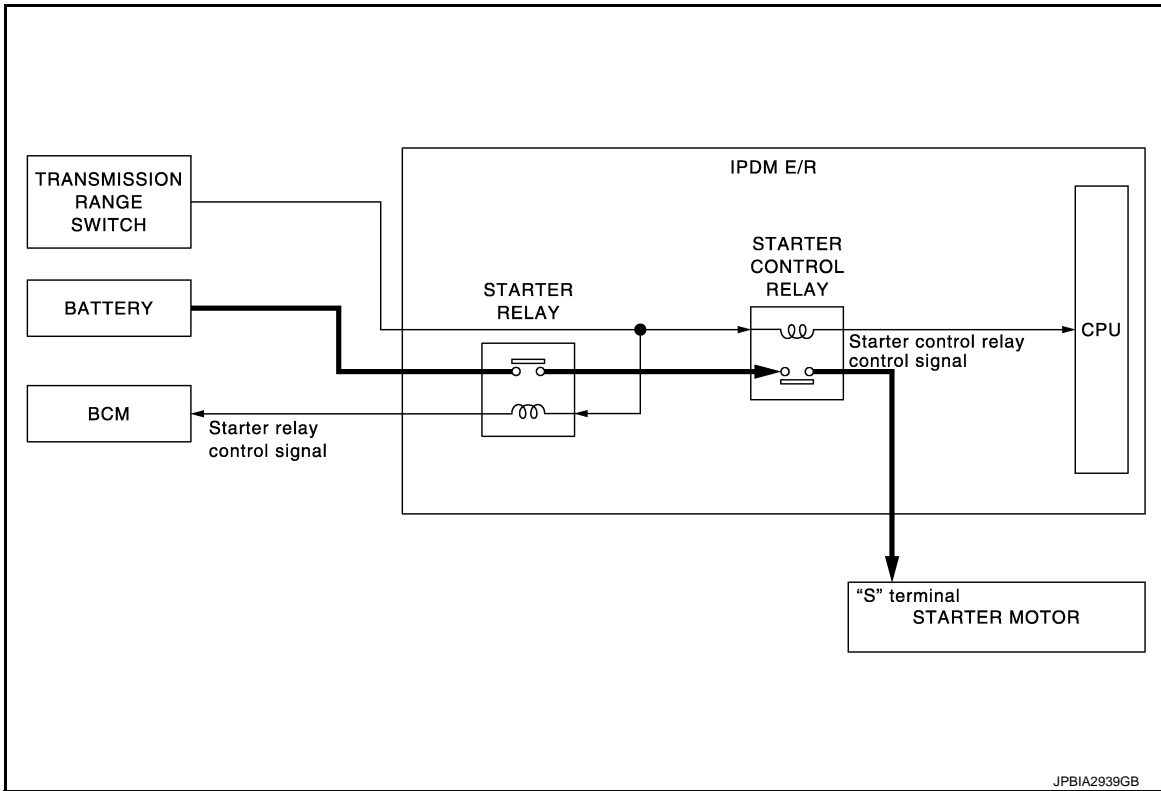 TRANSMISSION
RANGE
SWITCH
BATTERY
BCM
Starter relay
control signal
IPDM E/R
STARTER
RELAY
STARTER
CONTROL
RELAY
Starter control relay
control signal
CPU
“S” terminal
STARTER MOTOR
JPBIA2939GB